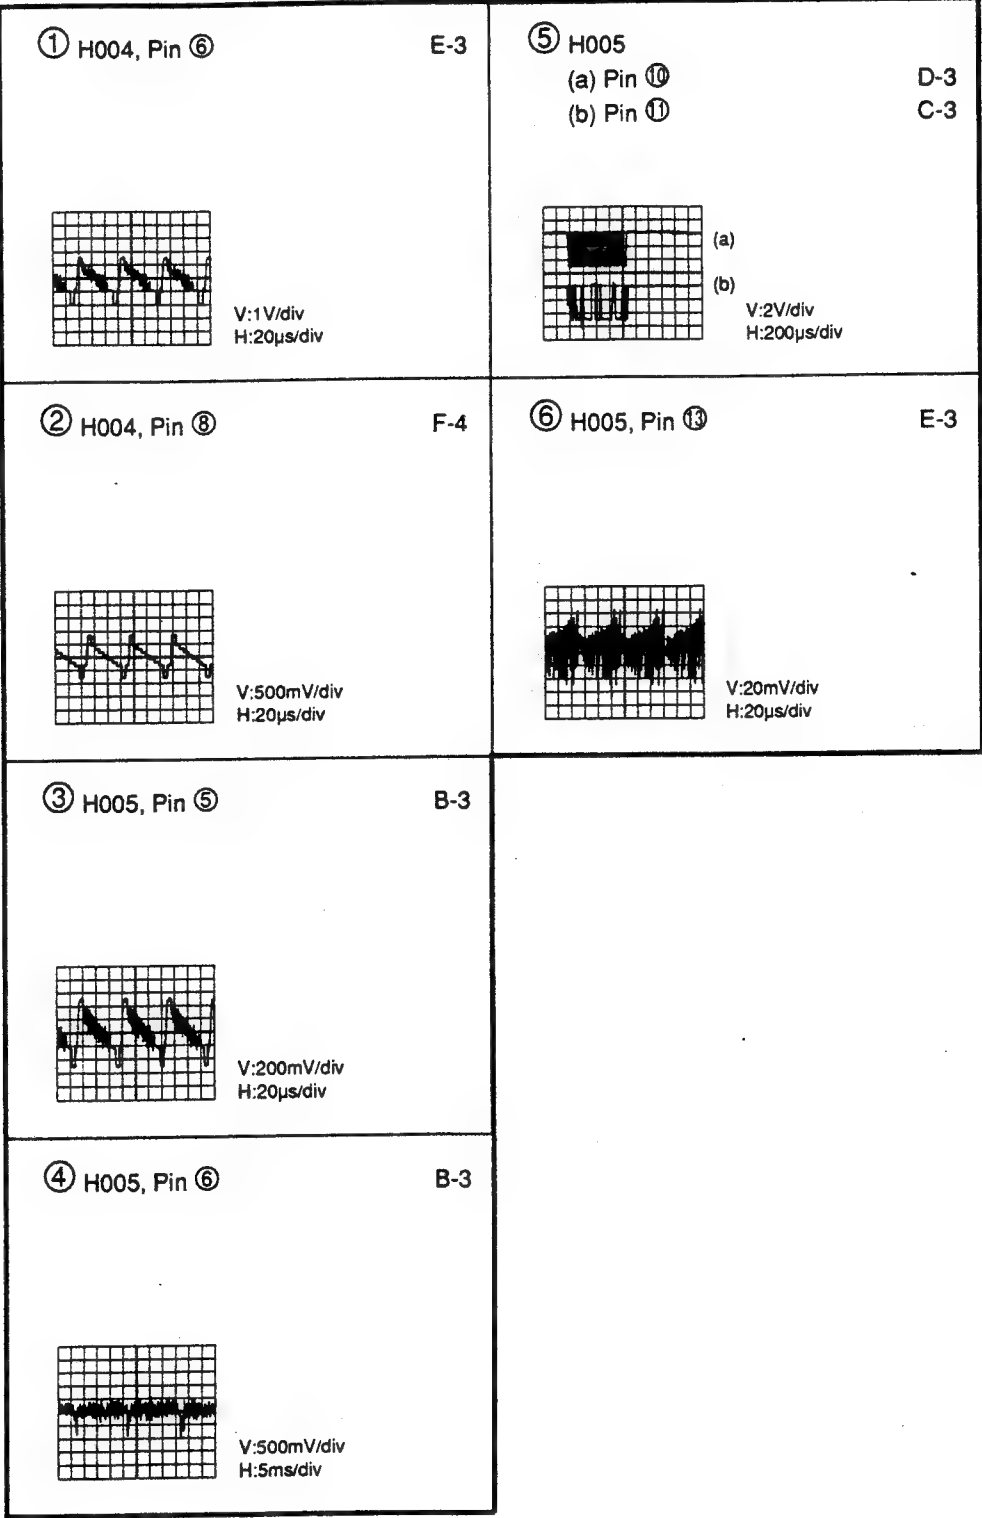 ① H004, Pin ⑥ E-3
V:1V/div
H:20µs/div
② H004, Pin ⑧ F-4
V:500mV/div
H:20µs/div
③ H005, Pin ⑤ B-3
V:200mV/div
H:20µs/div
④ H005, Pin ⑥ B-3
V:500mV/div
H:5ms/div
⑤ H005
(a) Pin ⑩ D-3
(b) Pin ⑪ C-3
(a)
(b)
V:2V/div
H:200µs/div
⑥ H005, Pin ⑬ E-3
V:20mV/div
H:20µs/div